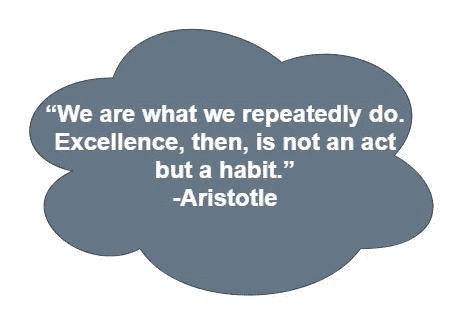 “We are what we repeatedly do.
Excellence, then, is not an act
but a habit.”
-Aristotle